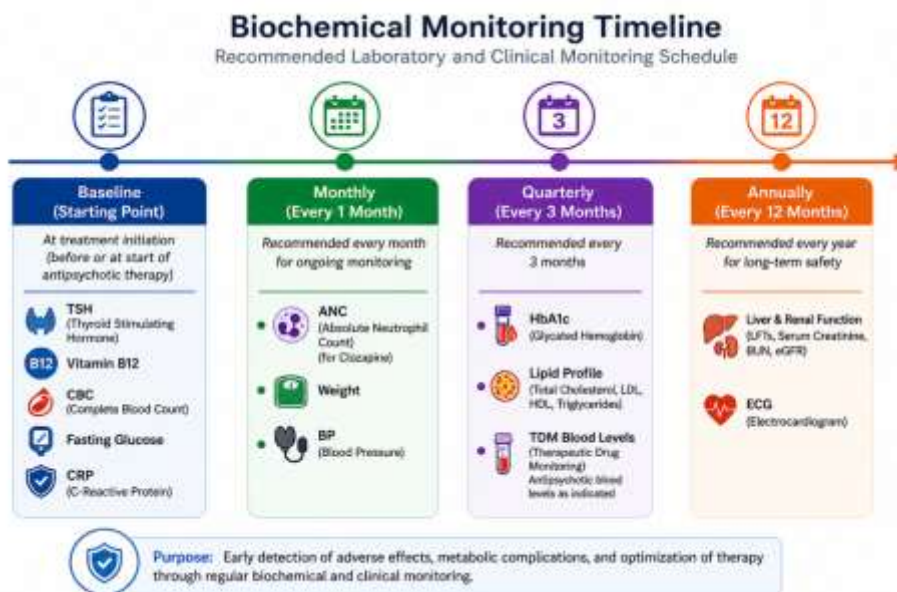 Biochemical Monitoring Timeline
Recommended Laboratory and Clinical Monitoring Schedule
3
12
Baseline
(Starting Point)
At treatment initiation
(before or at start of
antipsychotic therapy)
TSH
(Thyroid Stimulating
Hormone)
B12
Vitamin B12
CBC
(Complete Blood Count)
Fasting Glucose
CRP
(C-Reactive Protein)
Monthly
(Every 1 Month)
Recommended every month
for ongoing monitoring
ANC
(Absolute Neutrophil
Count)
(for Clozapine)
Weight
BP
(Blood Pressure)
Quarterly
(Every 3 Months)
Recommended every
3 months
HbA1c
(Glycated Hemoglobin)
Lipid Profile
(Total Cholesterol, LDL,
HDL, Triglycerides)
TDM Blood Levels
(Therapeutic Drug
Monitoring)
Antipsychotic blood
levels as indicated
Annually
(Every 12 Months)
Recommended every year
for long-term safety
Liver & Renal Function
(LFTs, Serum Creatinine,
BUN, eGFR)
ECG
(Electrocardiogram)
Purpose: Early detection of adverse effects, metabolic complications, and optimization of therapy
through regular biochemical and clinical monitoring.